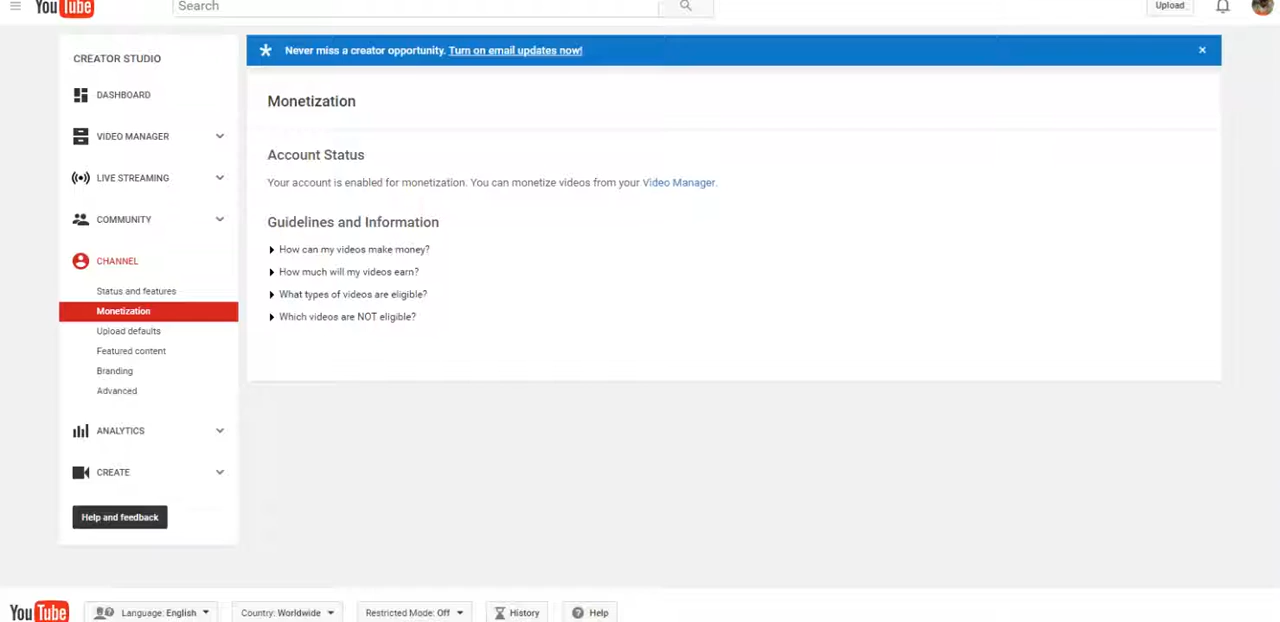 YouTube
Search
Upload
CREATOR STUDIO
DASHBOARD
VIDEO MANAGER
LIVE STREAMING
COMMUNITY
CHANNEL
Status and features
Monetization
Upload defaults
Featured content
Branding
Advanced
ANALYTICS
CREATE
Help and feedback
Never miss a creator opportunity. Turn on email updates now!
Monetization
Account Status
Your account is enabled for monetization. You can monetize videos from your Video Manager.
Guidelines and Information
How can my videos make money?
How much will my videos earn?
What types of videos are eligible?
Which videos are NOT eligible?
YouTube
Language: English
Country: Worldwide
Restricted Mode: Off
History
Help